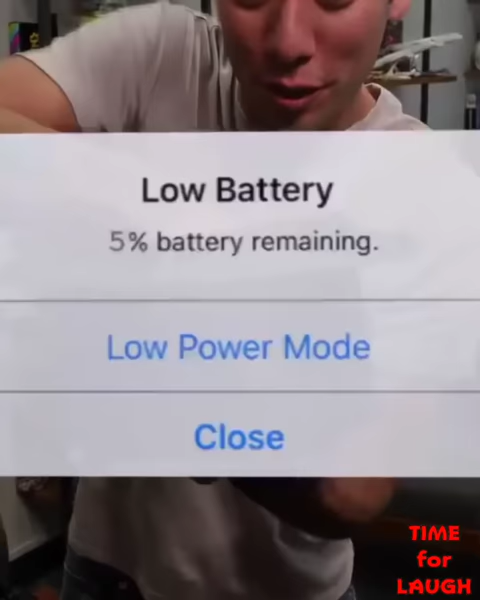 Low Battery
5% battery remaining.
Low Power Mode
Close
TIME
for
LAUGH